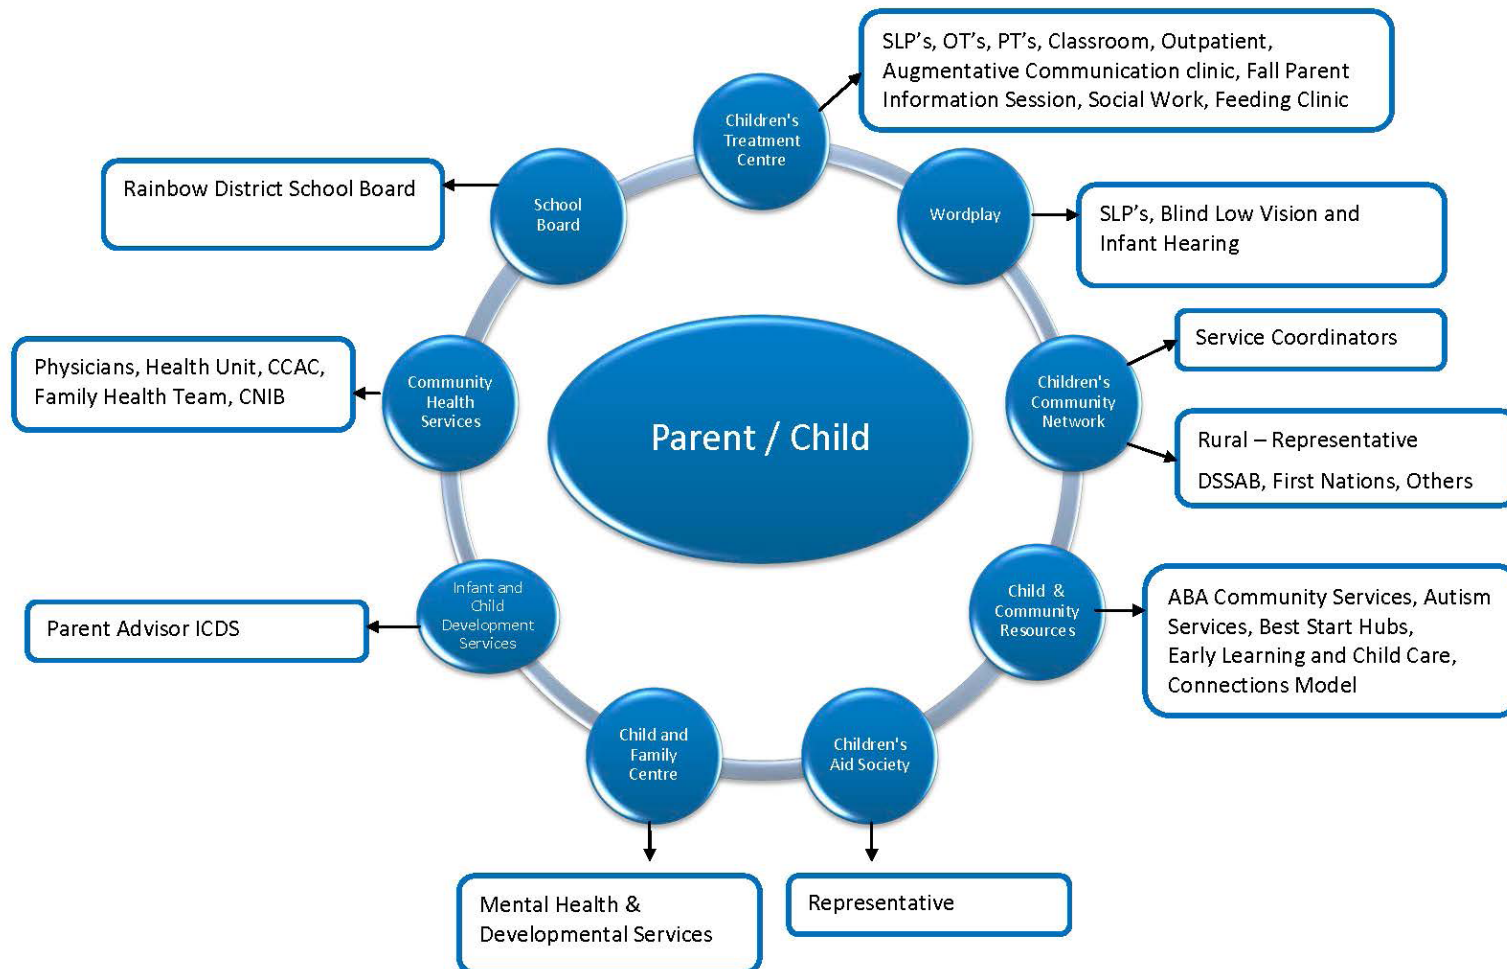 SLP’s, OT’s, PT’s, Classroom, Outpatient,
Augmentative Communication clinic, Fall Parent
Information Session, Social Work, Feeding Clinic
Children's
Treatment
Centre
Rainbow District School Board
School
Board
Wordplay
SLP’s, Blind Low Vision and
Infant Hearing
Service Coordinators
Children's
Community
Network
Rural – Representative
DSSAB, First Nations, Others
Physicians, Health Unit, CCAC,
Family Health Team, CNIB
Community
Health
Services
Parent / Child
Infant and
Child
Development
Services
Parent Advisor ICDS
Child &
Community
Resources
ABA Community Services, Autism
Services, Best Start Hubs,
Early Learning and Child Care,
Connections Model
Child and
Family
Centre
Children's
Aid Society
Mental Health &
Developmental Services
Representative